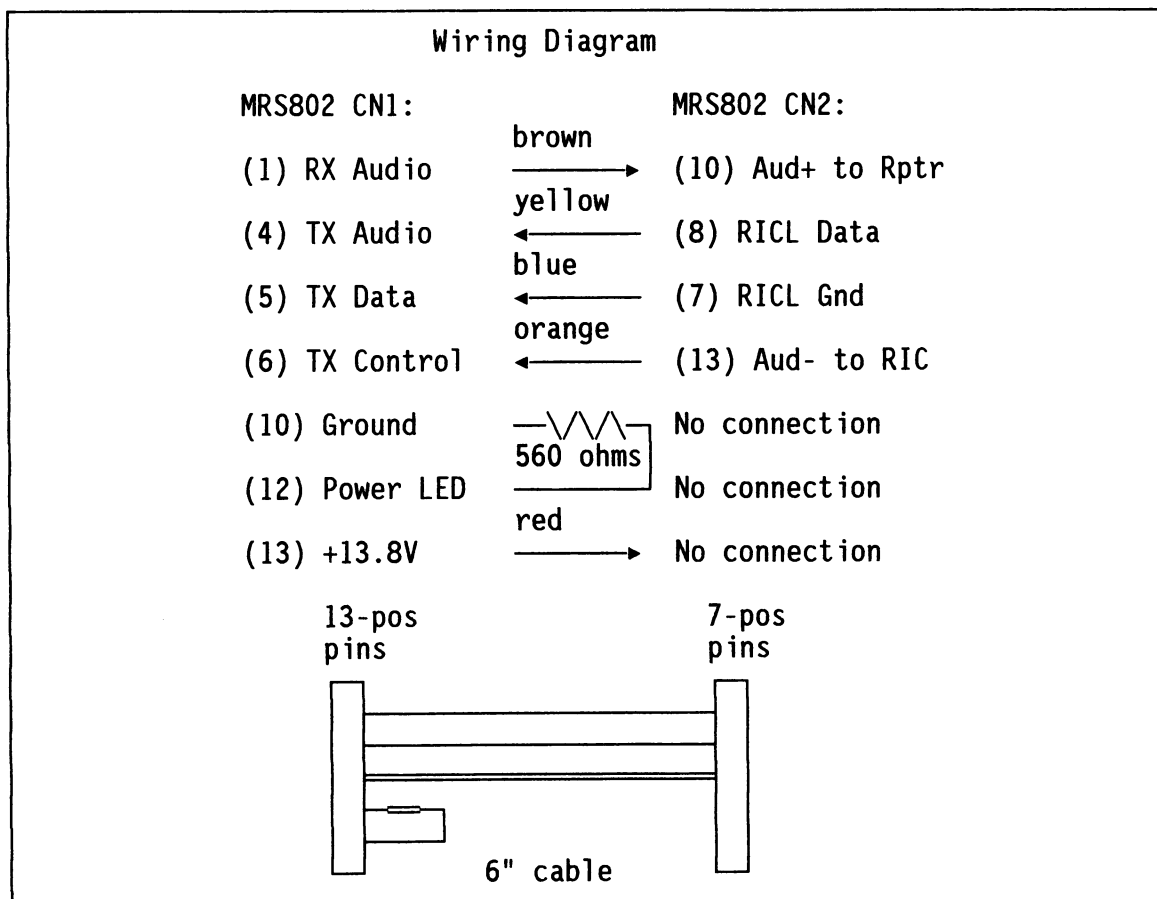 Wiring Diagram
MRS802 CN1: MRS802 CN2:
brown
(1) RX Audio (10) Aud+ to Rptr
yellow
(4) TX Audio (8) RICL Data
blue
(5) TX Data (7) RICL Gnd
orange
(6) TX Control (13) Aud- to RIC
(10) Ground No connection
560 ohms
(12) Power LED No connection
red
(13) +13.8V No connection
13-pos 7-pos
pins pins
6" cable